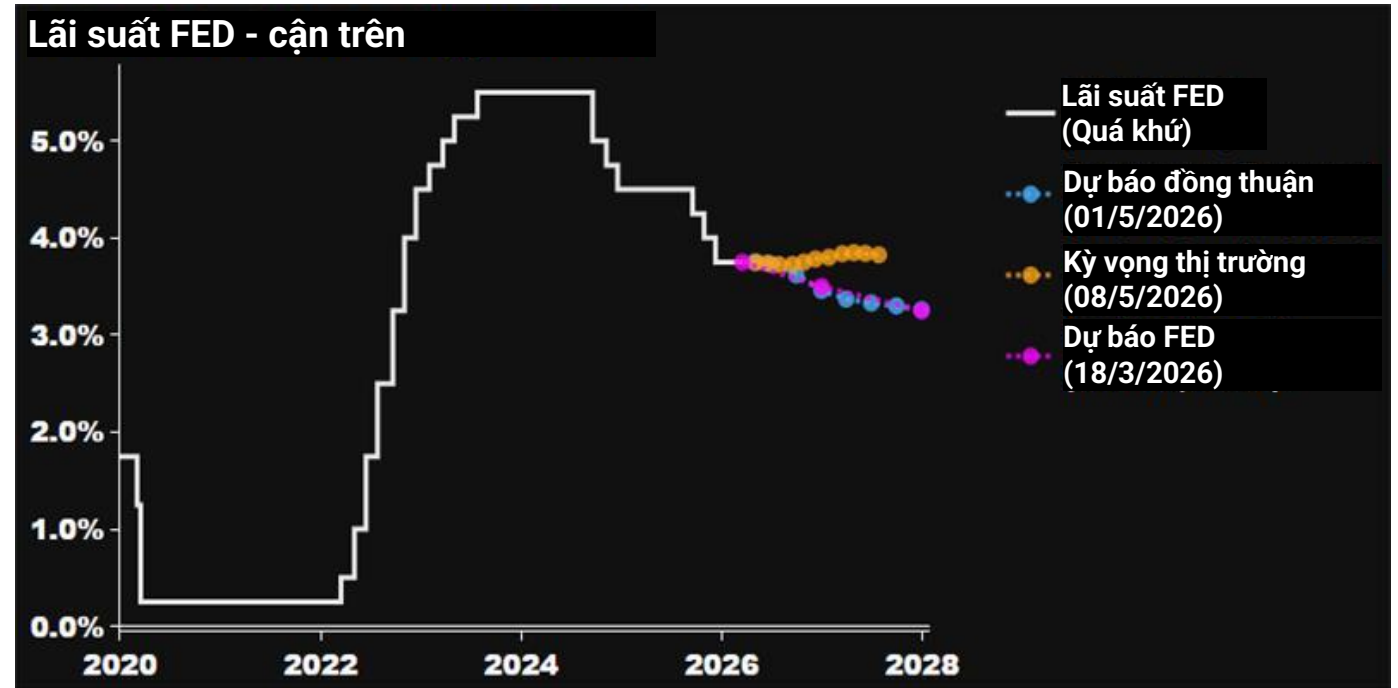 Lãi suất FED - cận trên
5.0%
4.0%
3.0%
2.0%
1.0%
0.0%
2020 2022 2024 2026 2028
Lãi suất FED
(Quá khứ)
Dự báo đồng thuận
(01/5/2026)
Kỳ vọng thị trường
(08/5/2026)
Dự báo FED
(18/3/2026)